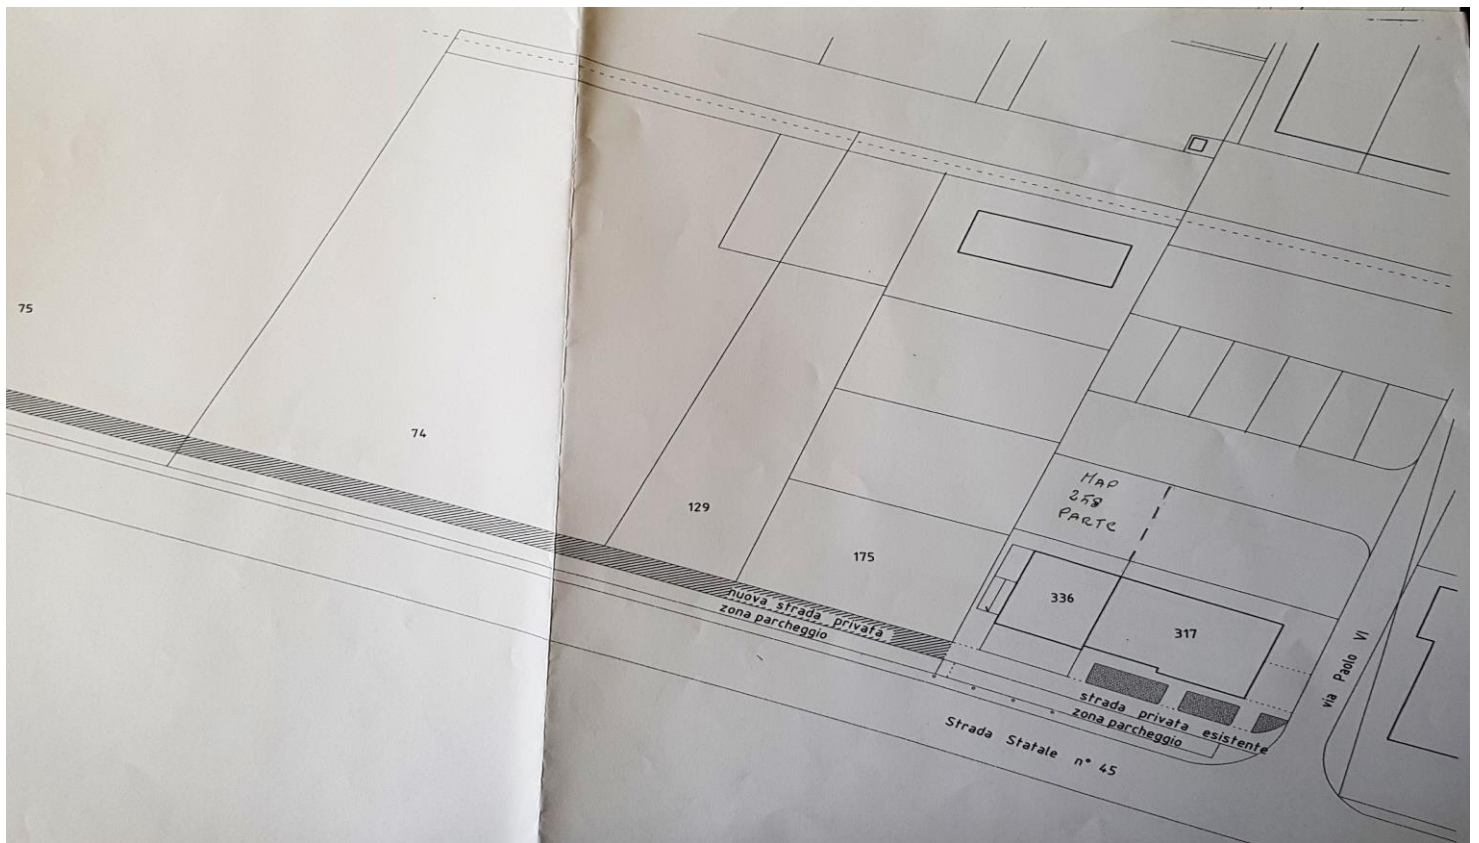 75
74
129
175
MAP
258
PARTE
336
317
nuova strada privata
zona parcheggio
strada privata esistente
zona parcheggio
Strada Statale n° 45
via Paolo VI